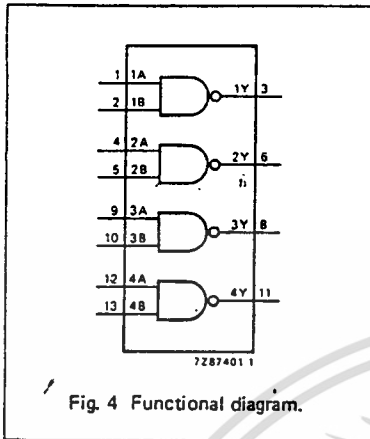 1 1A
2 1B
1Y 3
4 2A
5 2B
2Y 6
9 3A
10 3B
3Y 8
12 4A
13 4B
4Y 11
7Z87401 1
Fig. 4 Functional diagram.